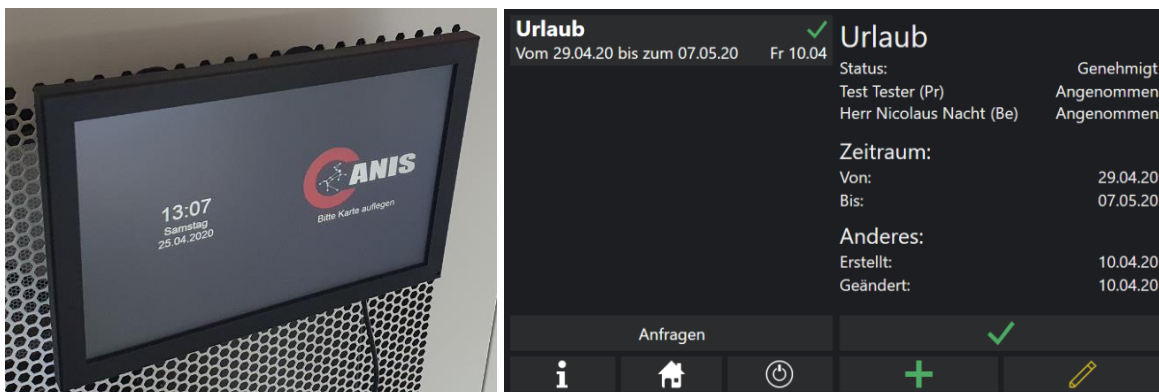 13:07
Samstag
25.04.2020
CANIS
Bitte Karte auflegen
Urlaub
Vom 29.04.20 bis zum 07.05.20 Fr 10.04
Anfragen
Urlaub
Status: Genehmigt
Test Tester (Pr) Angenommen
Herr Nicolaus Nacht (Be) Angenommen
Zeitraum:
Von: 29.04.20
Bis: 07.05.20
Anderes:
Erstellt: 10.04.20
Geändert: 10.04.20